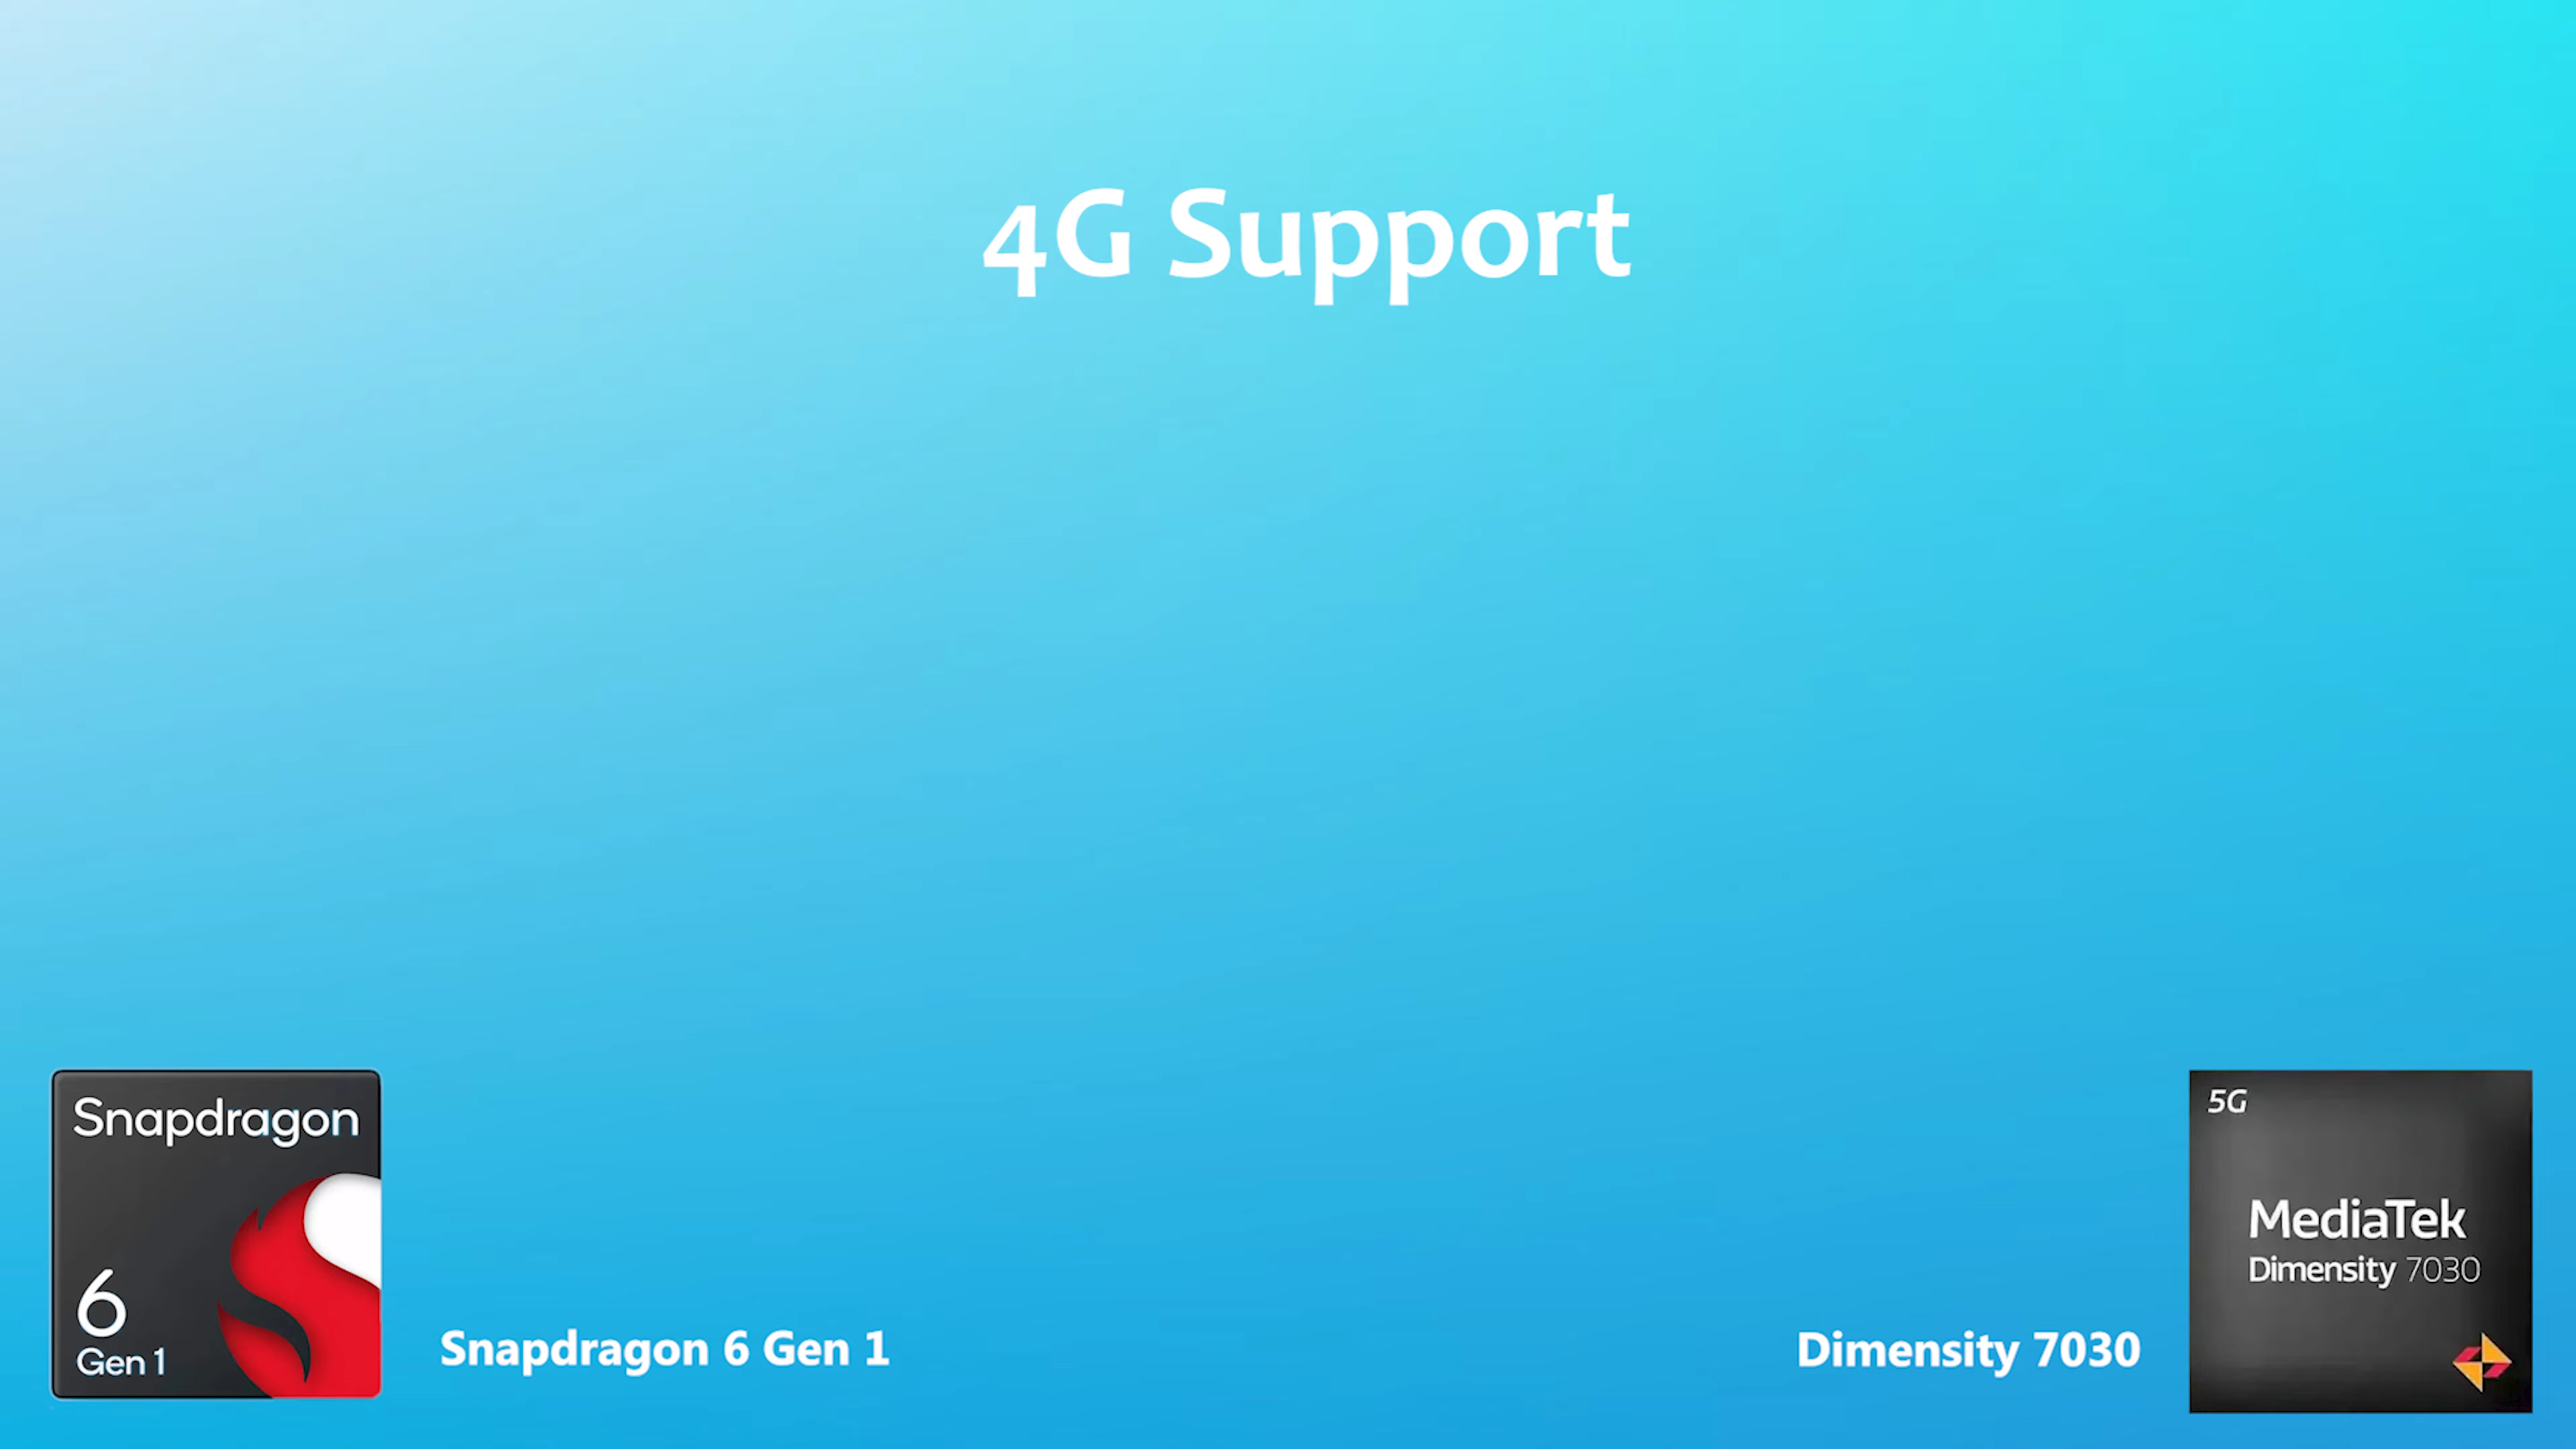 4G Support
Snapdragon
6
Gen 1
Snapdragon 6 Gen 1
Dimensity 7030
5G
MediaTek
Dimensity 7030